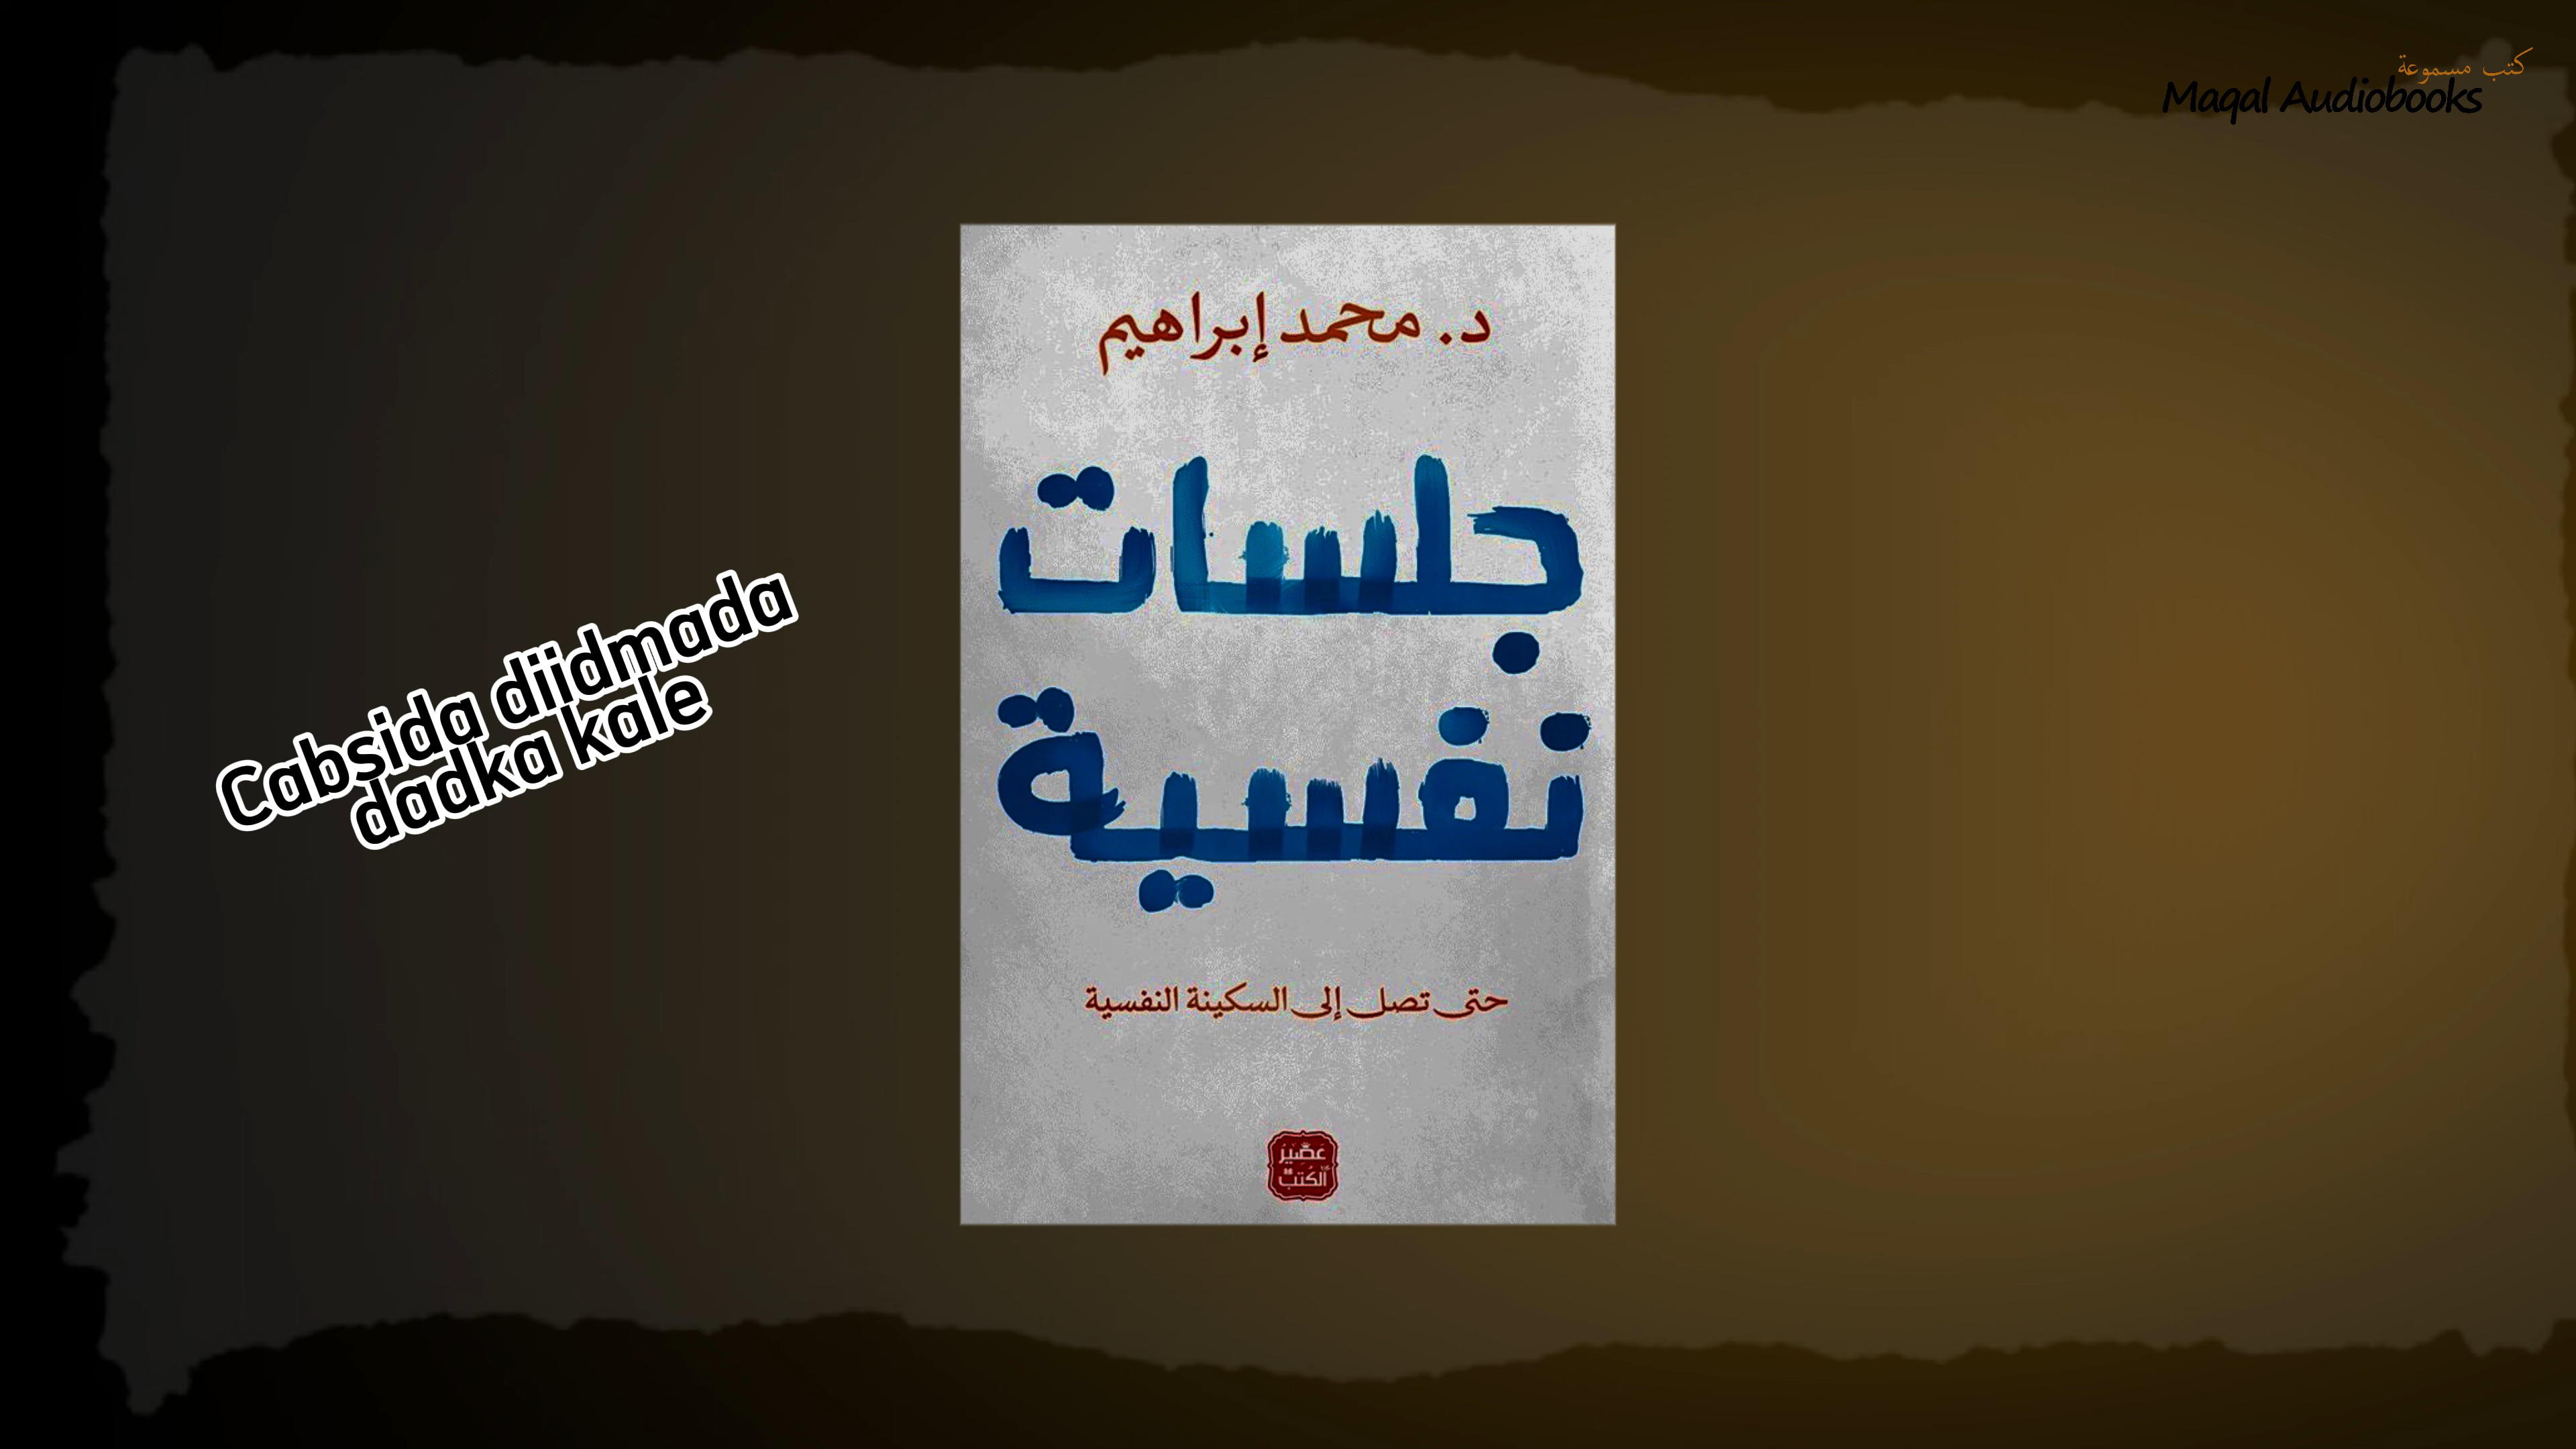 كتب مسموعة
Maqal Audiobooks
د. محمد إبراهيم
جلسات
نفسية
Cabsida diidmada
dadka kale
حتى تصل إلى السكينة النفسية
عصير
الكتب